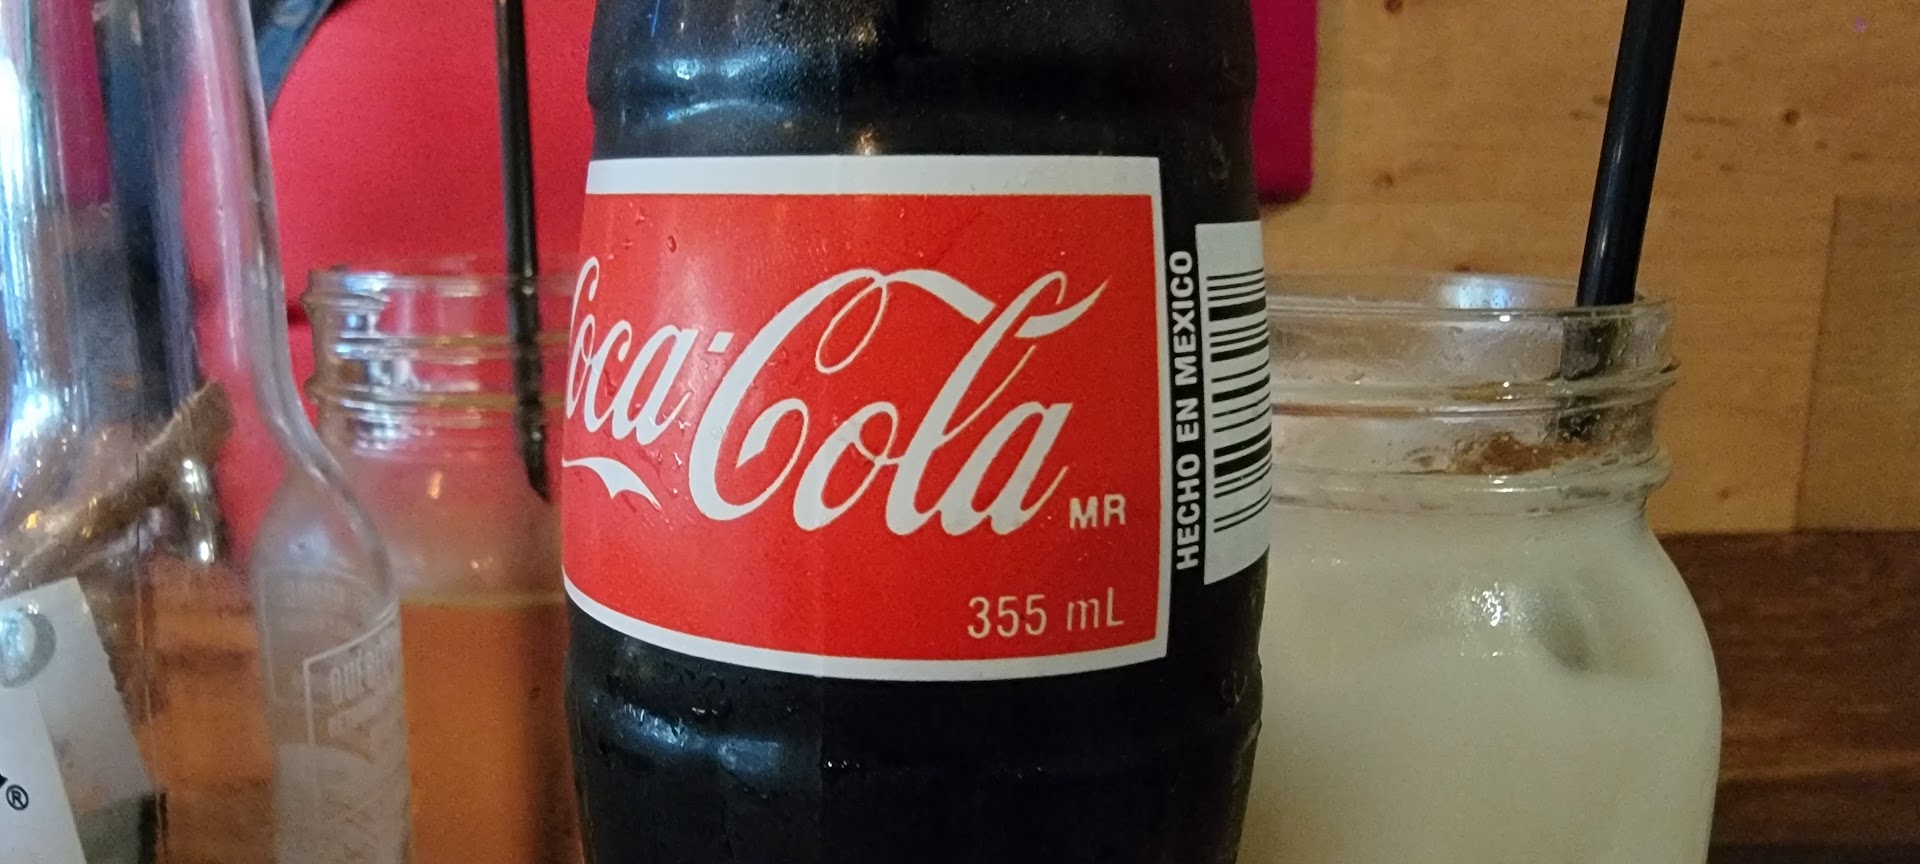 Coca-Cola
MR
355 mL
HECHO EN MEXICO
®